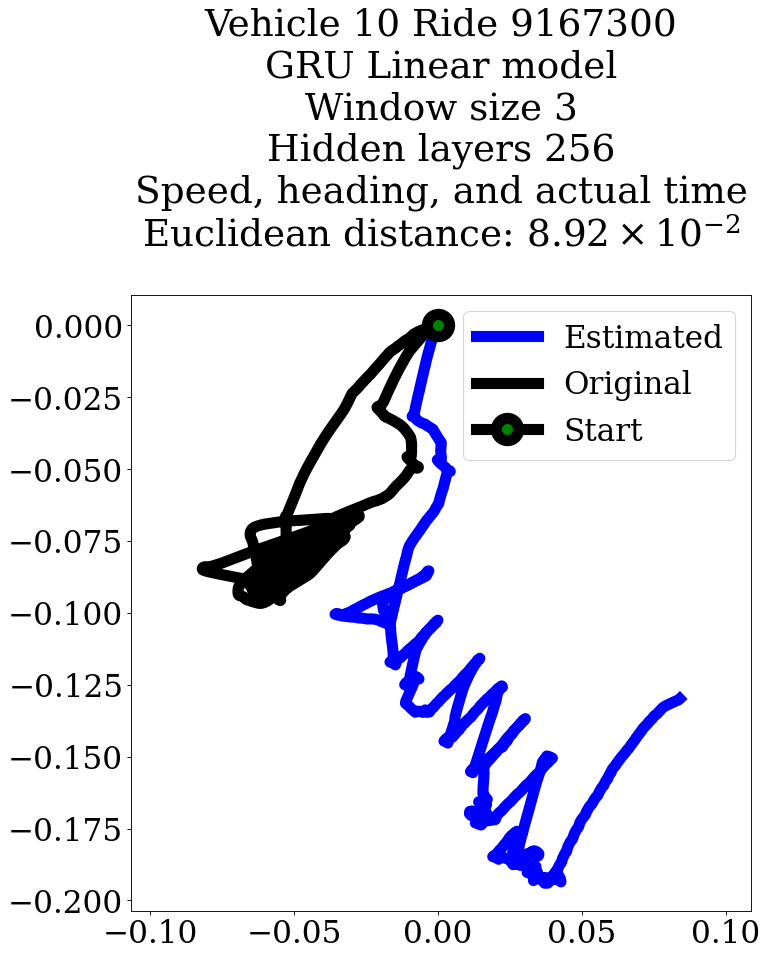 Vehicle 10 Ride 9167300
GRU Linear model
Window size 3
Hidden layers 256
Speed, heading, and actual time
Euclidean distance: 8.92 × 10⁻²
Estimated
Original
Start
0.000
−0.025
−0.050
−0.075
−0.100
−0.125
−0.150
−0.175
−0.200
−0.10 −0.05 0.00 0.05 0.10